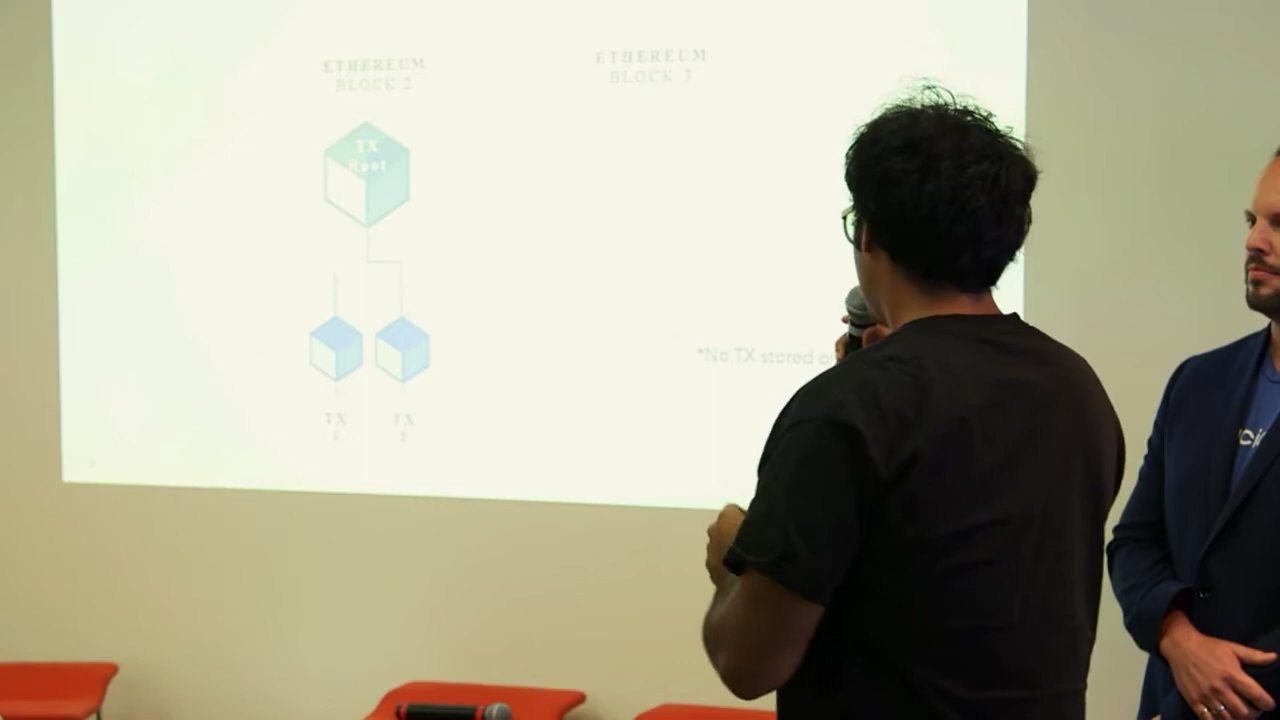 ETHEREUM
BLOCK 2
ETHEREUM
BLOCK 3
TX
Root
*No TX stored
TX
1
TX
2